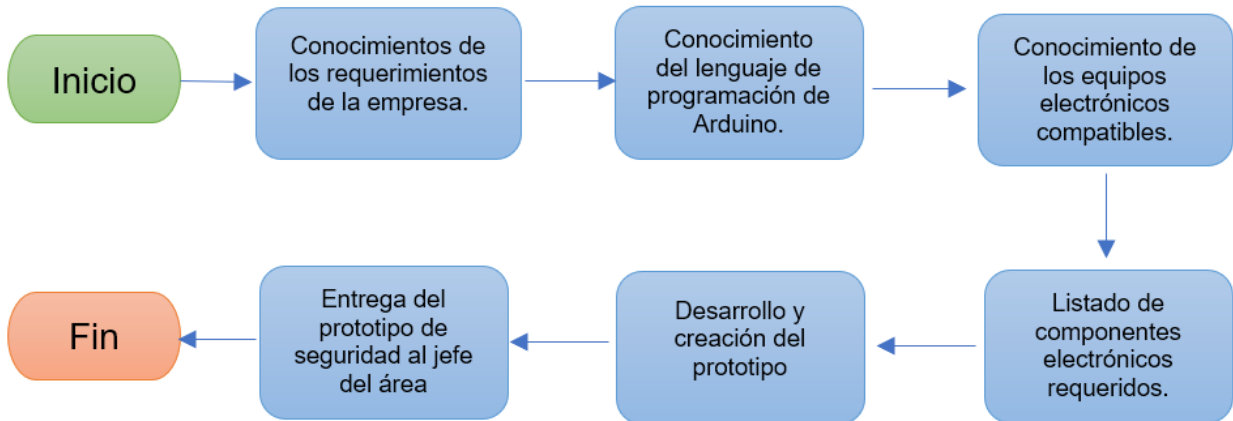 Inicio
Conocimientos de
los requerimientos
de la empresa.
Conocimiento
del lenguaje de
programación de
Arduino.
Conocimiento de
los equipos
electrónicos
compatibles.
Listado de
componentes
electrónicos
requeridos.
Desarrollo y
creación del
prototipo
Entrega del
prototipo de
seguridad al jefe
del área
Fin